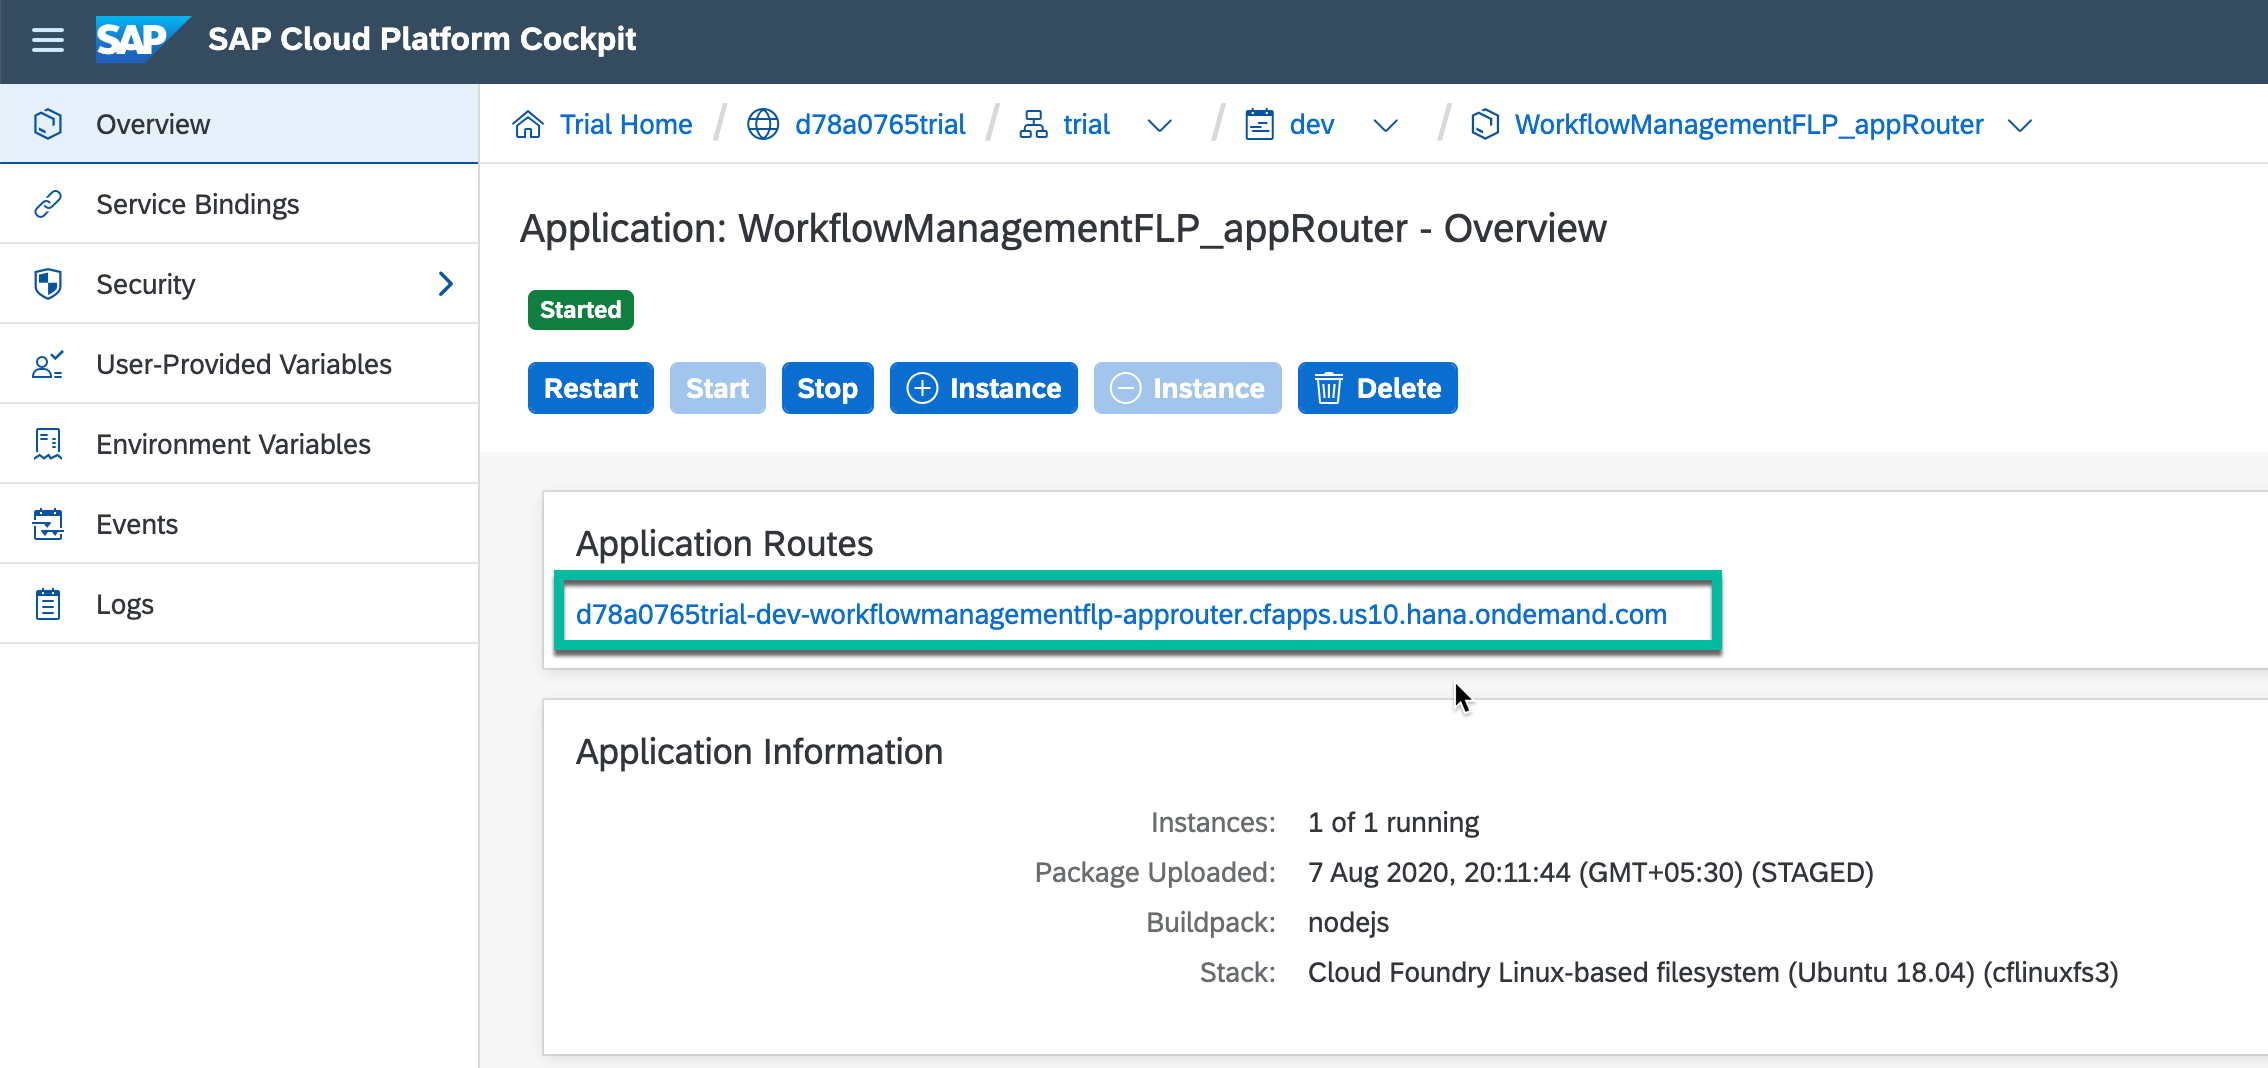 SAP SAP Cloud Platform Cockpit
Overview
Service Bindings
Security
User-Provided Variables
Environment Variables
Events
Logs
Trial Home / d78a0765trial / trial / dev / WorkflowManagementFLP_appRouter
Application: WorkflowManagementFLP_appRouter - Overview
Started
Restart Start Stop Instance Instance Delete
Application Routes
d78a0765trial-dev-workflowmanagementflp-approuter.cfapps.us10.hana.ondemand.com
Application Information
Instances: 1 of 1 running
Package Uploaded: 7 Aug 2020, 20:11:44 (GMT+05:30) (STAGED)
Buildpack: nodejs
Stack: Cloud Foundry Linux-based filesystem (Ubuntu 18.04) (cflinuxfs3)